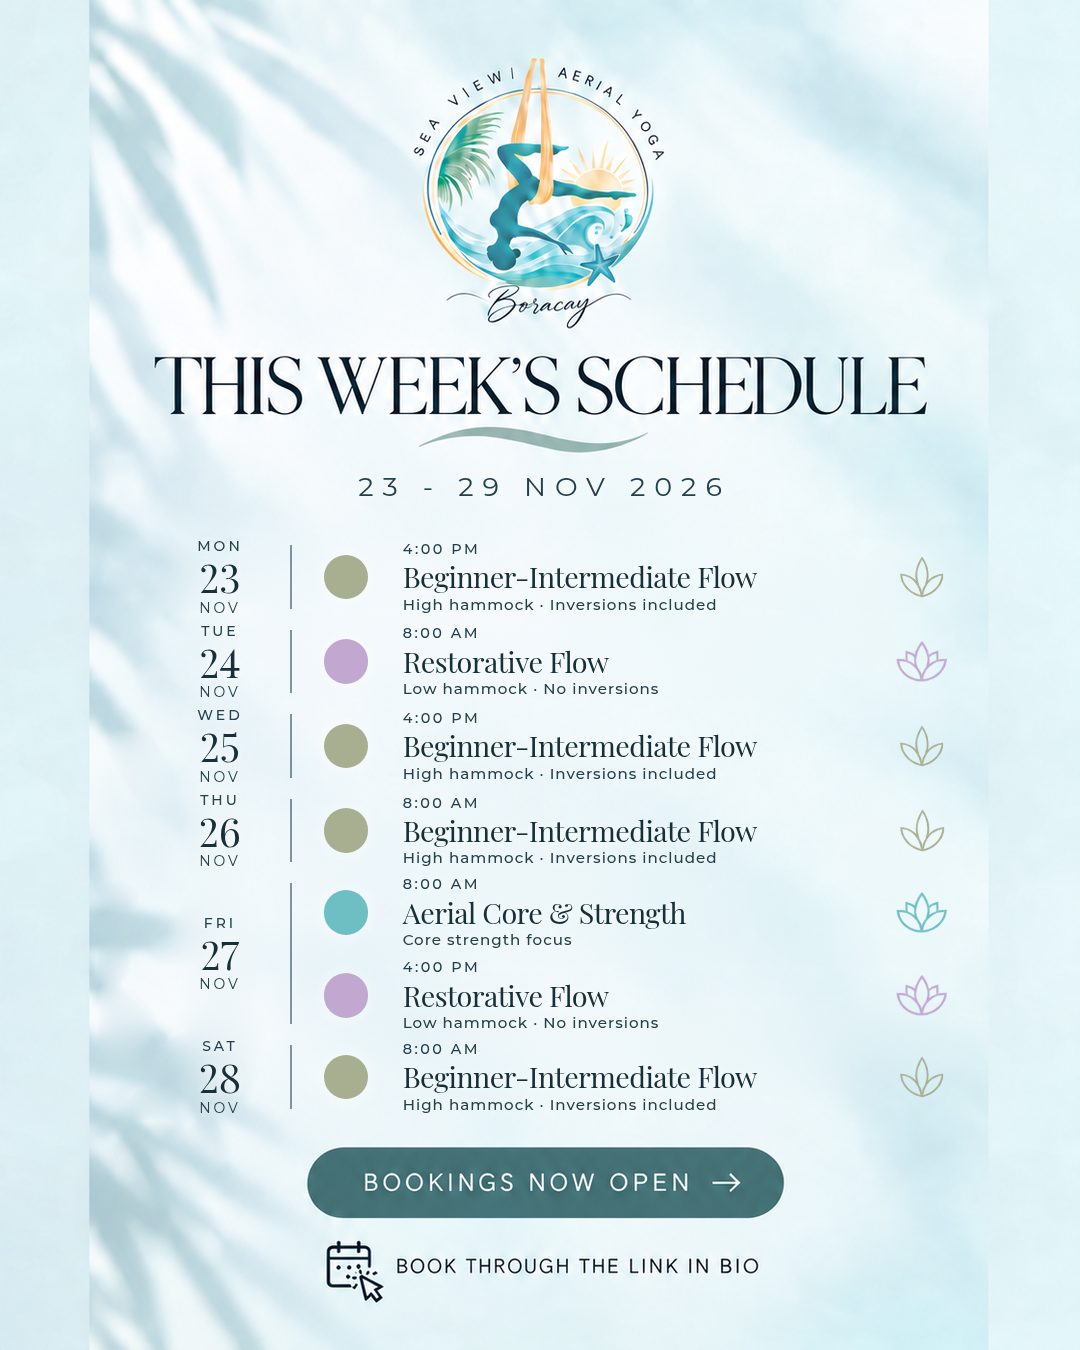 SEA VIEW | AERIAL YOGA
Boracay
THIS WEEK'S SCHEDULE
23 - 29 NOV 2026
MON
23
NOV
4:00 PM
Beginner-Intermediate Flow
High hammock · Inversions included
TUE
24
NOV
8:00 AM
Restorative Flow
Low hammock · No inversions
WED
25
NOV
4:00 PM
Beginner-Intermediate Flow
High hammock · Inversions included
THU
26
NOV
8:00 AM
Beginner-Intermediate Flow
High hammock · Inversions included
FRI
27
NOV
8:00 AM
Aerial Core & Strength
Core strength focus
4:00 PM
Restorative Flow
Low hammock · No inversions
SAT
28
NOV
8:00 AM
Beginner-Intermediate Flow
High hammock · Inversions included
BOOKINGS NOW OPEN →
BOOK THROUGH THE LINK IN BIO